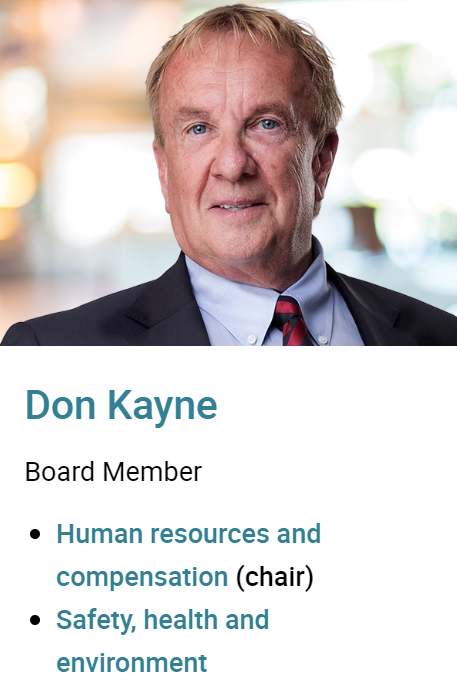 Don Kayne
Board Member
Human resources and
compensation (chair)
Safety, health and
environment